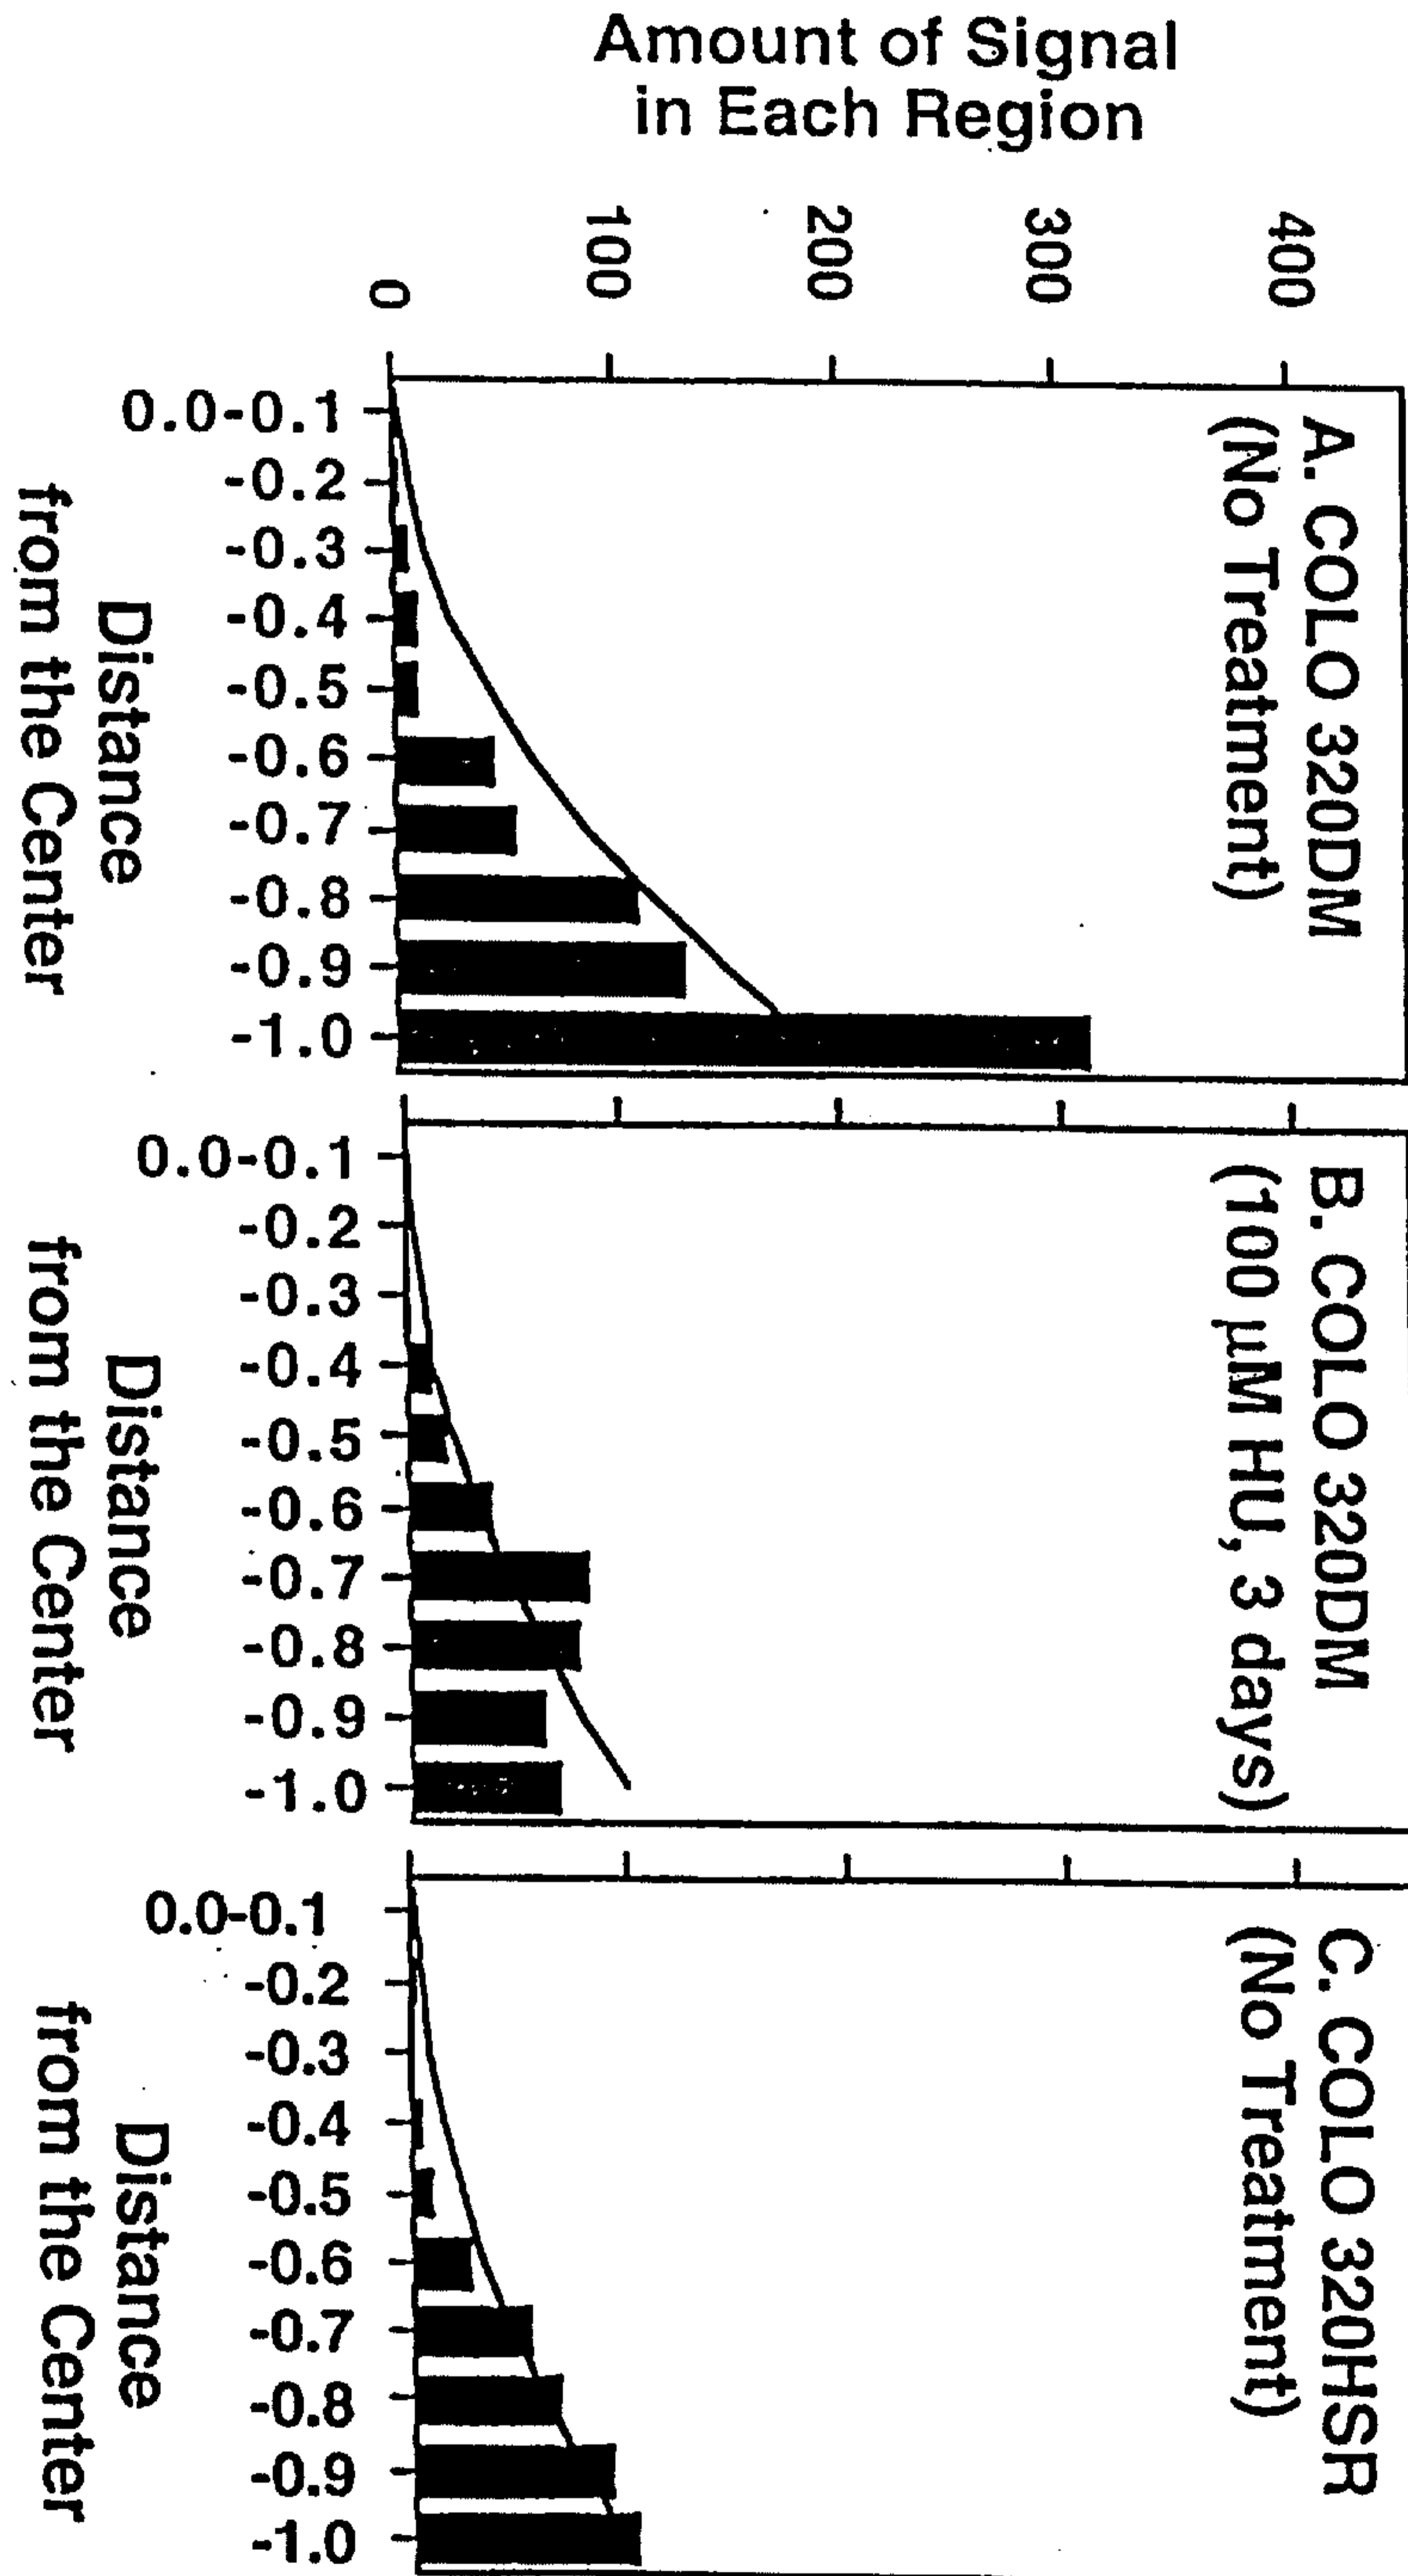 Amount of Signal
in Each Region
0
100
200
300
400
A. COLO 320DM
(No Treatment)
0.0-0.1
-0.2
-0.3
-0.4
-0.5
-0.6
-0.7
-0.8
-0.9
-1.0
Distance
from the Center
B. COLO 320DM
(100 µM HU, 3 days)
0.0-0.1
-0.2
-0.3
-0.4
-0.5
-0.6
-0.7
-0.8
-0.9
-1.0
Distance
from the Center
C. COLO 320HSR
(No Treatment)
0.0-0.1
-0.2
-0.3
-0.4
-0.5
-0.6
-0.7
-0.8
-0.9
-1.0
Distance
from the Center